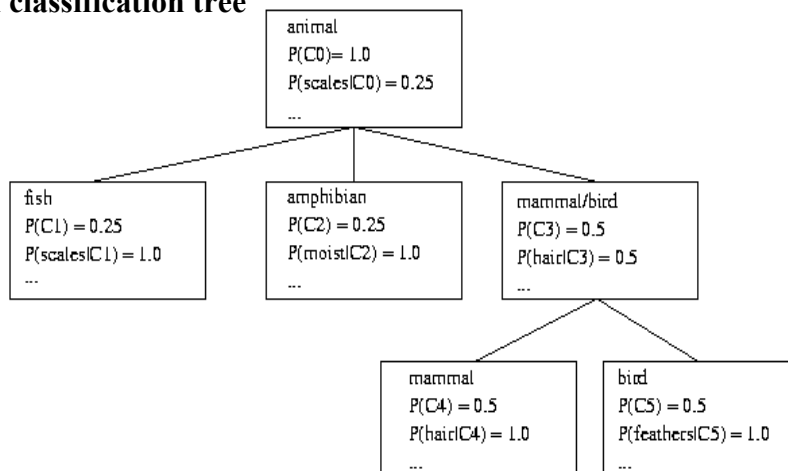 classification tree
animal
P(C0)= 1.0
P(scales|C0) = 0.25
...
fish
P(C1) = 0.25
P(scales|C1) = 1.0
...
amphibian
P(C2) = 0.25
P(moist|C2) = 1.0
...
mammal/bird
P(C3) = 0.5
P(hair|C3) = 0.5
...
mammal
P(C4) = 0.5
P(hair|C4) = 1.0
...
bird
P(C5) = 0.5
P(feathers|C5) = 1.0
...